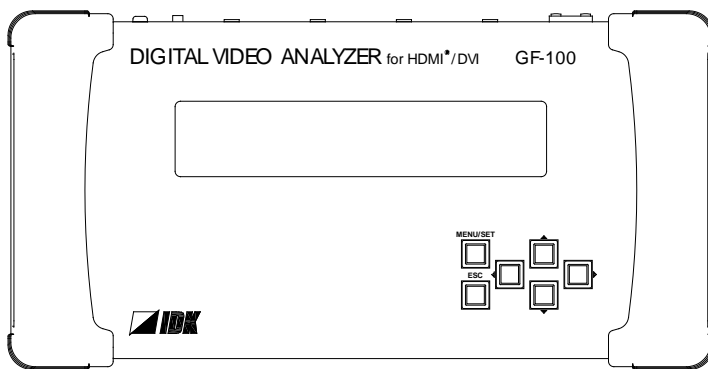 DIGITAL VIDEO ANALYZER for HDMI®/DVI GF-100
MENU/SET
ESC
IDK